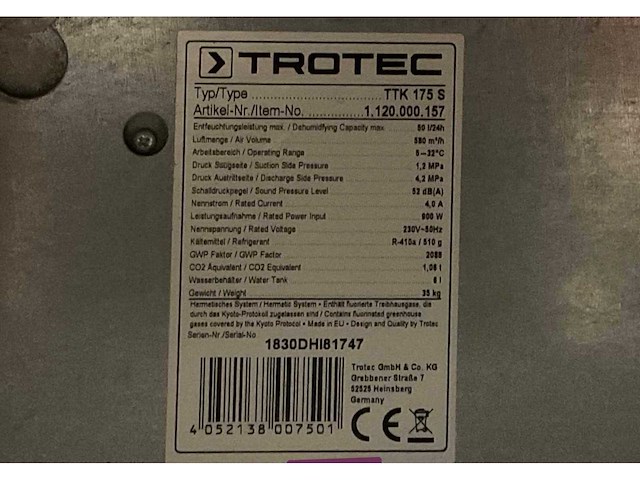 TROTEC
Typ/Type ... TTK 175 S
Artikel-Nr./Item-No. ... 1.120.000.157
Entfeuchtungsleistung max. / Dehumidifying Capacity max. 50 l/24h
Luftmenge / Air Volume ... 580 m³/h
Arbeitsbereich / Operating Range ... 5-32°C
Druck Saugseite / Suction Side Pressure ... 1,2 MPa
Druck Austrittseite / Discharge Side Pressure ... 4,2 MPa
Schalldruckpegel / Sound Pressure Level ... 52 dB(A)
Nennstrom / Rated Current ... 4,0 A
Leistungsaufnahme / Rated Power Input ... 900 W
Nennspannung / Rated Voltage ... 230V~50Hz
Kältemittel / Refrigerant ... R-410a / 510 g
GWP Faktor / GWP Factor ... 2088
CO2 Äquivalent / CO2 Equivalent ... 1,06 t
Wasserbehälter / Water Tank ... 6 l
Gewicht / Weight ... 35 kg
Hermetisches System / Hermetic System • Enthält fluorierte Treibhausgase, die
durch das Kyoto-Protokoll zugelassen sind / Contains fluorinated greenhouse
gases covered by the Kyoto Protocol • Made in EU • Design and Quality by Trotec
Serien-Nr./Serial-No
1830DHI81747
Trotec GmbH & Co. KG
Grebbener Straße 7
52525 Heinsberg
Germany
4 052138 007501
CE